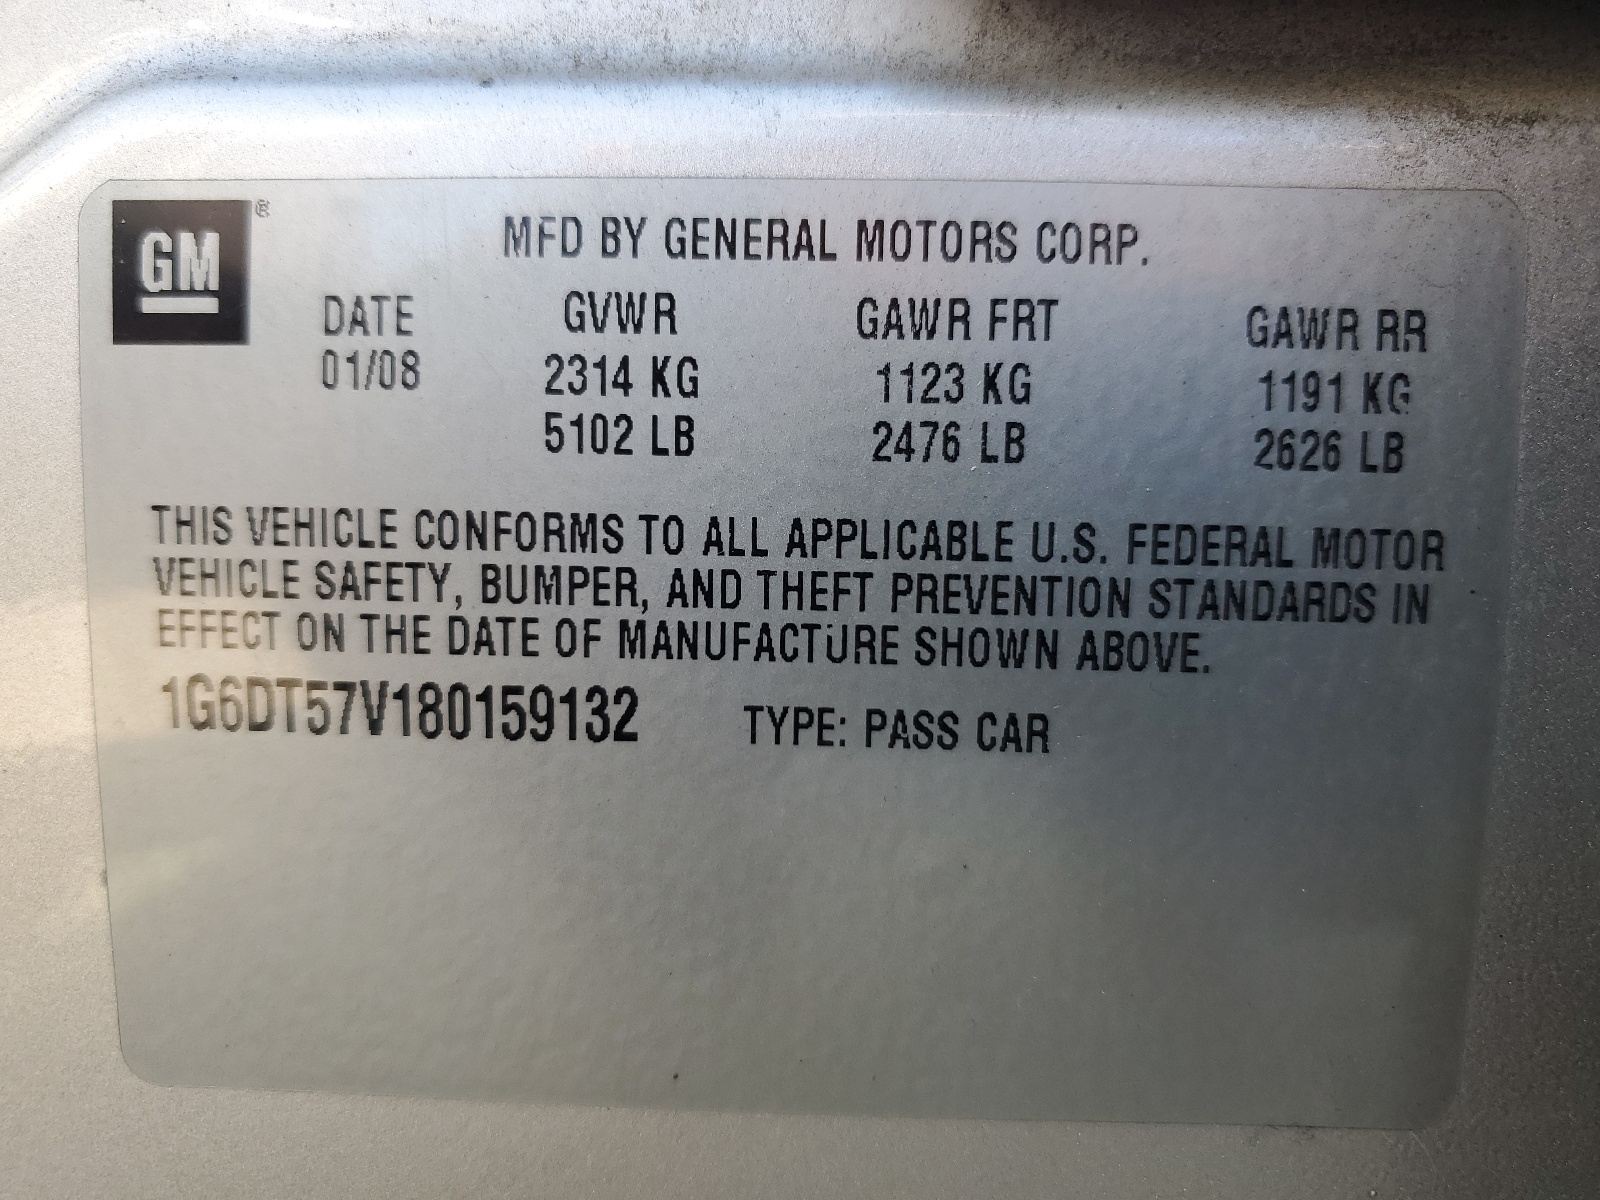 GM ®
MFD BY GENERAL MOTORS CORP.
DATE GVWR GAWR FRT GAWR RR
01/08 2314 KG 1123 KG 1191 KG
5102 LB 2476 LB 2626 LB
THIS VEHICLE CONFORMS TO ALL APPLICABLE U.S. FEDERAL MOTOR
VEHICLE SAFETY, BUMPER, AND THEFT PREVENTION STANDARDS IN
EFFECT ON THE DATE OF MANUFACTURE SHOWN ABOVE.
1G6DT57V180159132 TYPE: PASS CAR